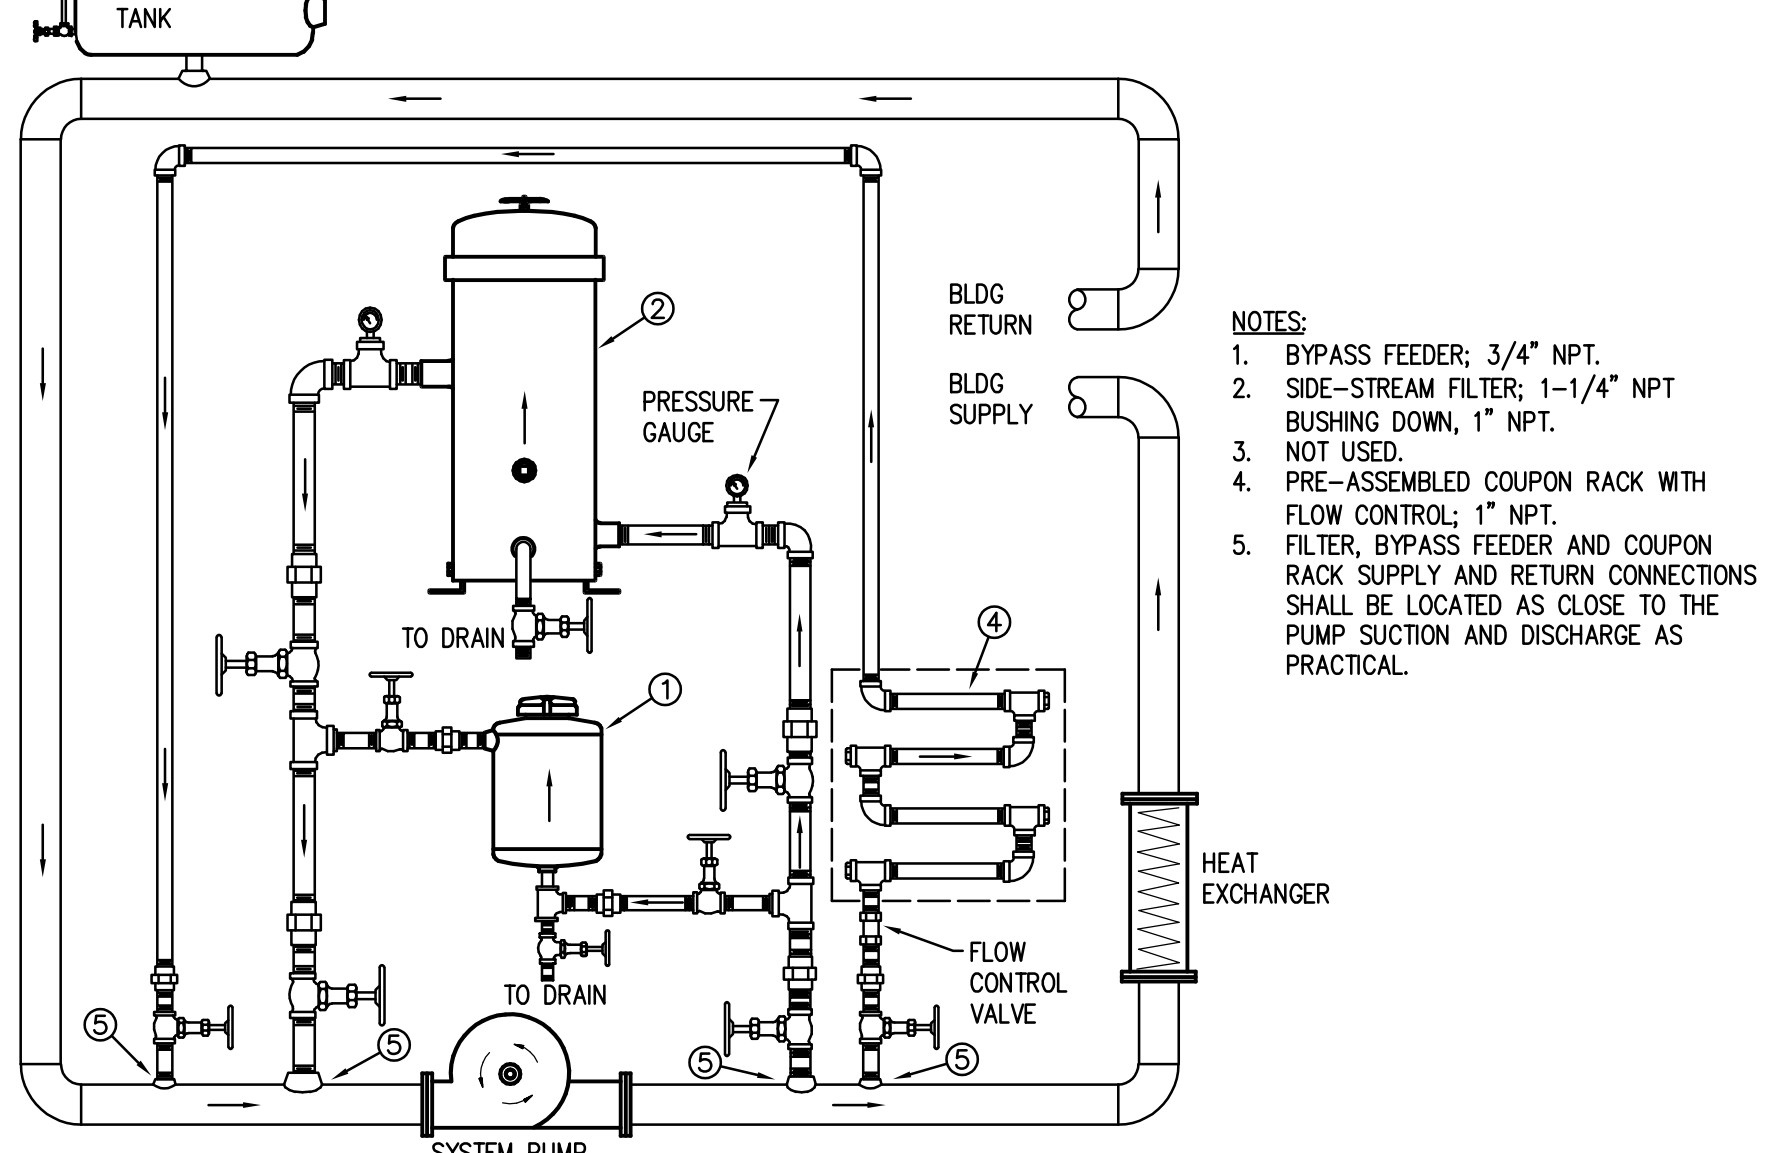 TANK
BLDG
RETURN
BLDG
SUPPLY
2
PRESSURE
GAUGE
TO DRAIN
4
1
HEAT
EXCHANGER
FLOW
CONTROL
VALVE
TO DRAIN
5
5
5
5
SYSTEM PUMP
NOTES:
1. BYPASS FEEDER; 3/4" NPT.
2. SIDE-STREAM FILTER; 1-1/4" NPT
BUSHING DOWN, 1" NPT.
3. NOT USED.
4. PRE-ASSEMBLED COUPON RACK WITH
FLOW CONTROL; 1" NPT.
5. FILTER, BYPASS FEEDER AND COUPON
RACK SUPPLY AND RETURN CONNECTIONS
SHALL BE LOCATED AS CLOSE TO THE
PUMP SUCTION AND DISCHARGE AS
PRACTICAL.